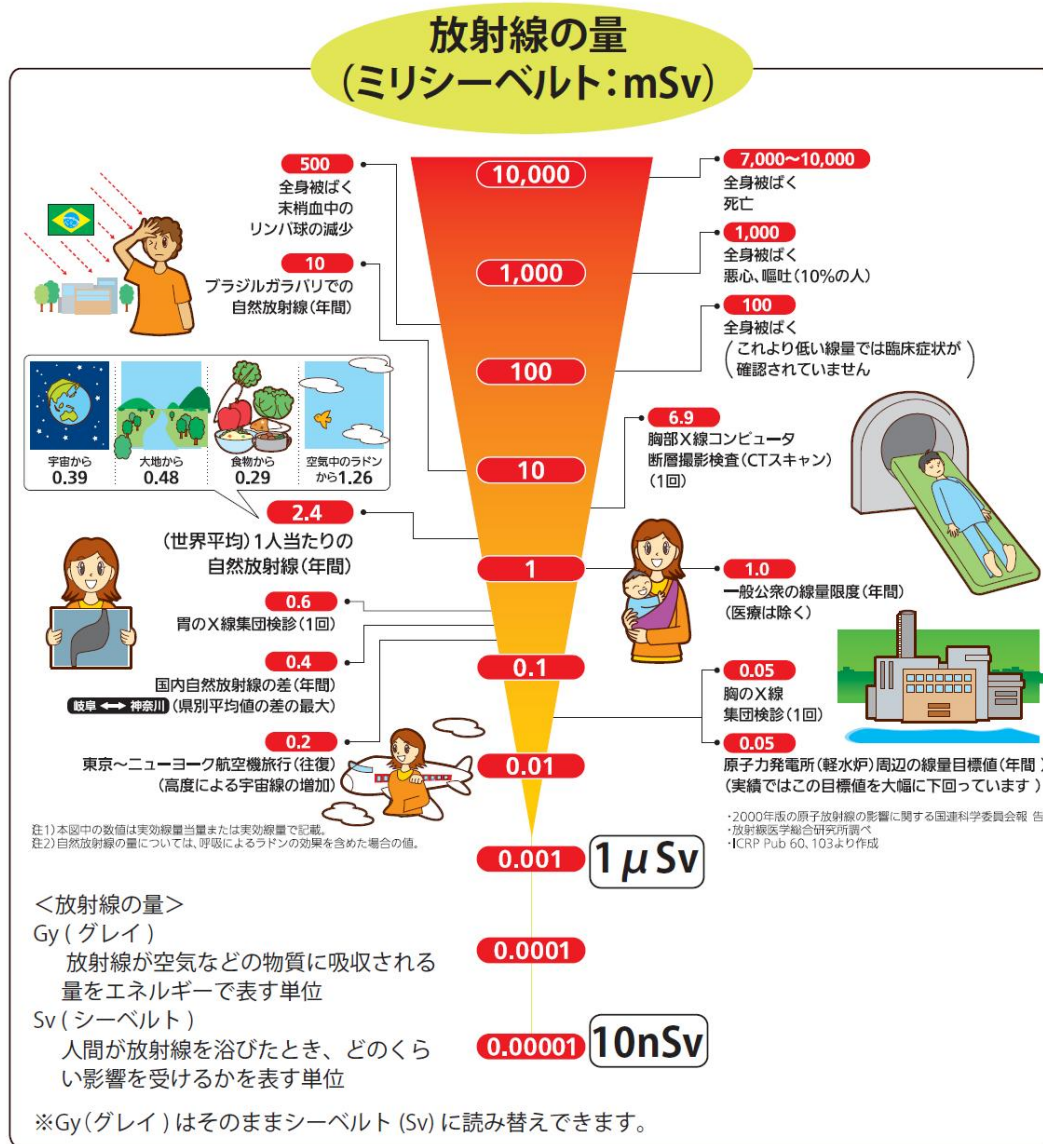 放射線の量
(ミリシーベルト:mSv)
500
全身被ばく
末梢血中の
リンパ球の減少
10
ブラジルガラパリでの
自然放射線(年間)
宇宙から
0.39
大地から
0.48
食物から
0.29
空気中のラドン
から1.26
2.4
(世界平均)1人当たりの
自然放射線(年間)
0.6
胃のX線集団検診(1回)
0.4
国内自然放射線の差(年間)
岐阜 ⟷ 神奈川 (県別平均値の差の最大)
0.2
東京~ニューヨーク航空機旅行(往復)
(高度による宇宙線の増加)
10,000
1,000
100
10
1
0.1
0.01
0.001 1μSv
0.0001
0.00001 10nSv
7,000~10,000
全身被ばく
死亡
1,000
全身被ばく
悪心、嘔吐(10%の人)
100
全身被ばく
(これより低い線量では臨床症状が
確認されていません)
6.9
胸部X線コンピュータ
断層撮影検査(CTスキャン)
(1回)
1.0
一般公衆の線量限度(年間)
(医療は除く)
0.05
胸のX線
集団検診(1回)
0.05
原子力発電所(軽水炉)周辺の線量目標値(年間)
(実績ではこの目標値を大幅に下回っています)
・2000年版の原子放射線の影響に関する国連科学委員会報 告
・放射線医学総合研究所調べ
・ICRP Pub 60、103より作成
注1)本図中の数値は実効線量当量または実効線量で記載。
注2)自然放射線の量については、呼吸によるラドンの効果を含めた場合の値。
<放射線の量>
Gy(グレイ)
放射線が空気などの物質に吸収される
量をエネルギーで表す単位
Sv(シーベルト)
人間が放射線を浴びたとき、どのくら
い影響を受けるかを表す単位
※Gy(グレイ)はそのままシーベルト(Sv)に読み替えできます。